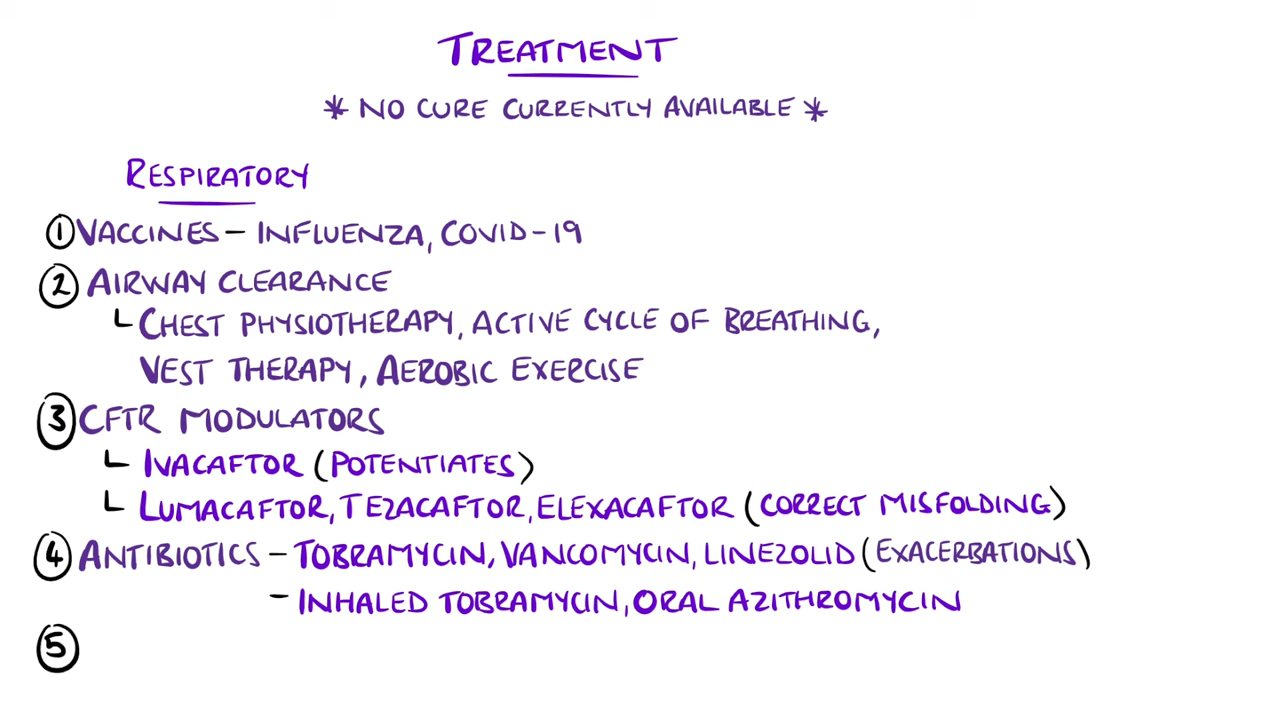 TREATMENT
* NO CURE CURRENTLY AVAILABLE *
RESPIRATORY
① VACCINES - INFLUENZA, COVID-19
② AIRWAY CLEARANCE
CHEST PHYSIOTHERAPY, ACTIVE CYCLE OF BREATHING,
VEST THERAPY, AEROBIC EXERCISE
③ CFTR MODULATORS
IVACAFTOR (POTENTIATES)
LUMACAFTOR, TEZACAFTOR, ELEXACAFTOR (CORRECT MISFOLDING)
④ ANTIBIOTICS - TOBRAMYCIN, VANCOMYCIN, LINEZOLID (EXACERBATIONS)
- INHALED TOBRAMYCIN, ORAL AZITHROMYCIN
⑤